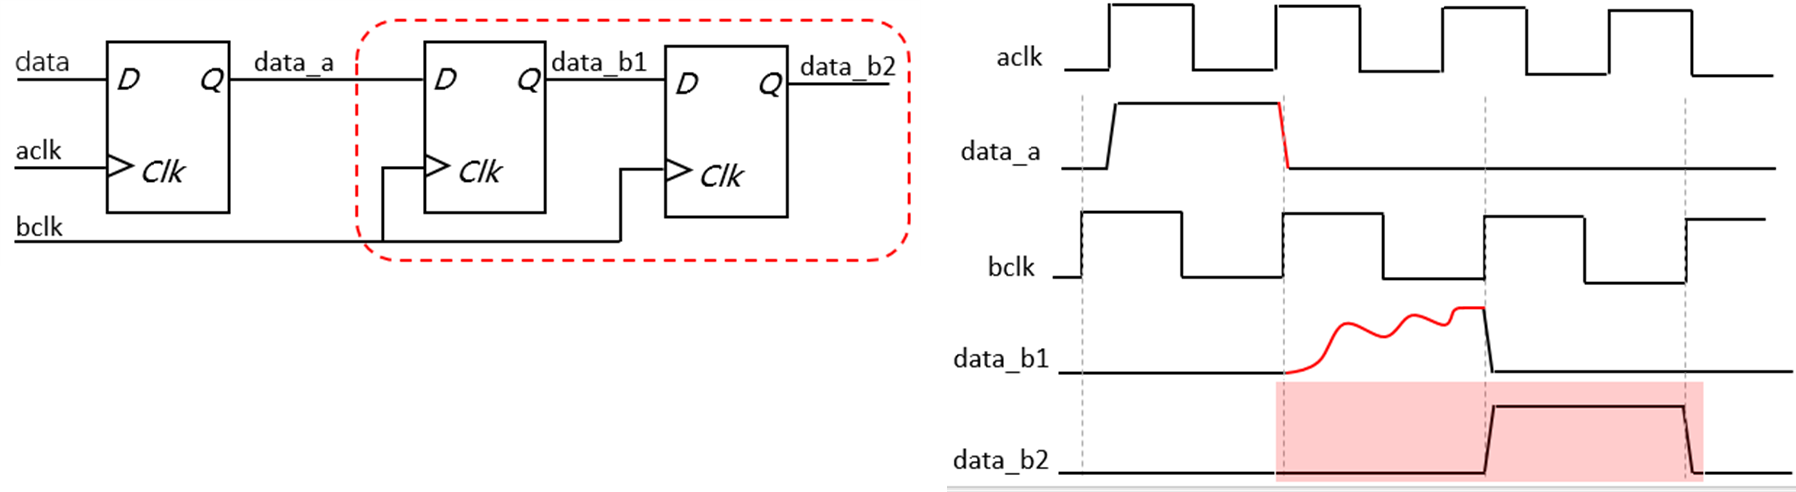 data
D
Q
data_a
D
Q
data_b1
D
Q
data_b2
aclk
Clk
Clk
Clk
bclk
aclk
data_a
bclk
data_b1
data_b2